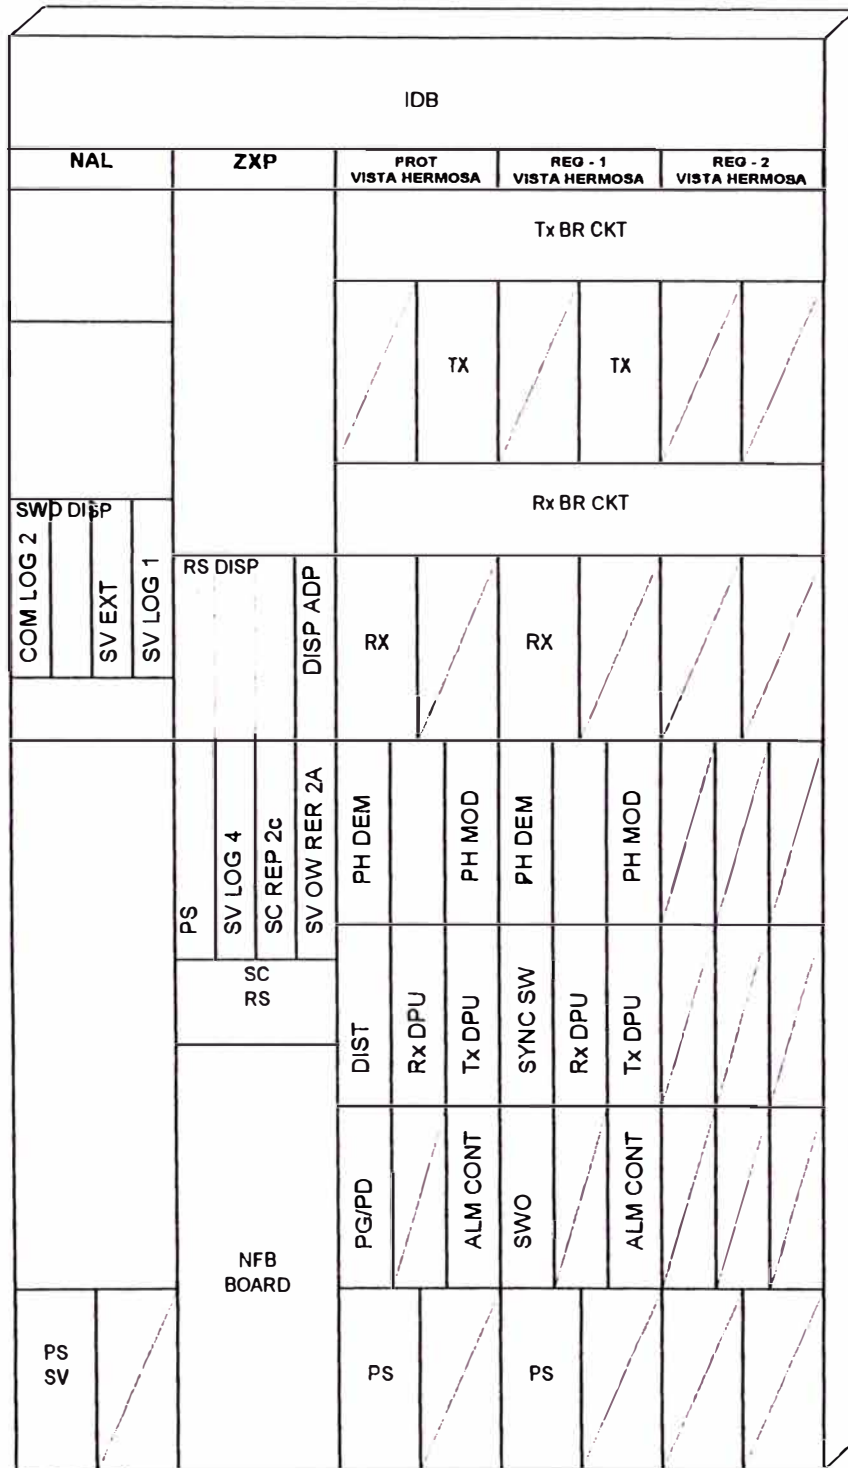 IDB
NAL
ZXP
PROT
VISTA HERMOSA
REG - 1
VISTA HERMOSA
REG - 2
VISTA HERMOSA
Tx BR CKT
TX
TX
Rx BR CKT
SWO DISP
COM LOG 2
SV EXT
SV LOG 1
RS DISP
DISP ADP
RX
RX
PS
SV LOG 4
SC REP 2c
SV OW RER 2A
PH DEM
PH MOD
PH DEM
PH MOD
SC
RS
DIST
Rx DPU
Tx DPU
SYNC SW
Rx DPU
Tx DPU
PG/PD
ALM CONT
SWO
ALM CONT
NFB
BOARD
PS
SV
PS
PS